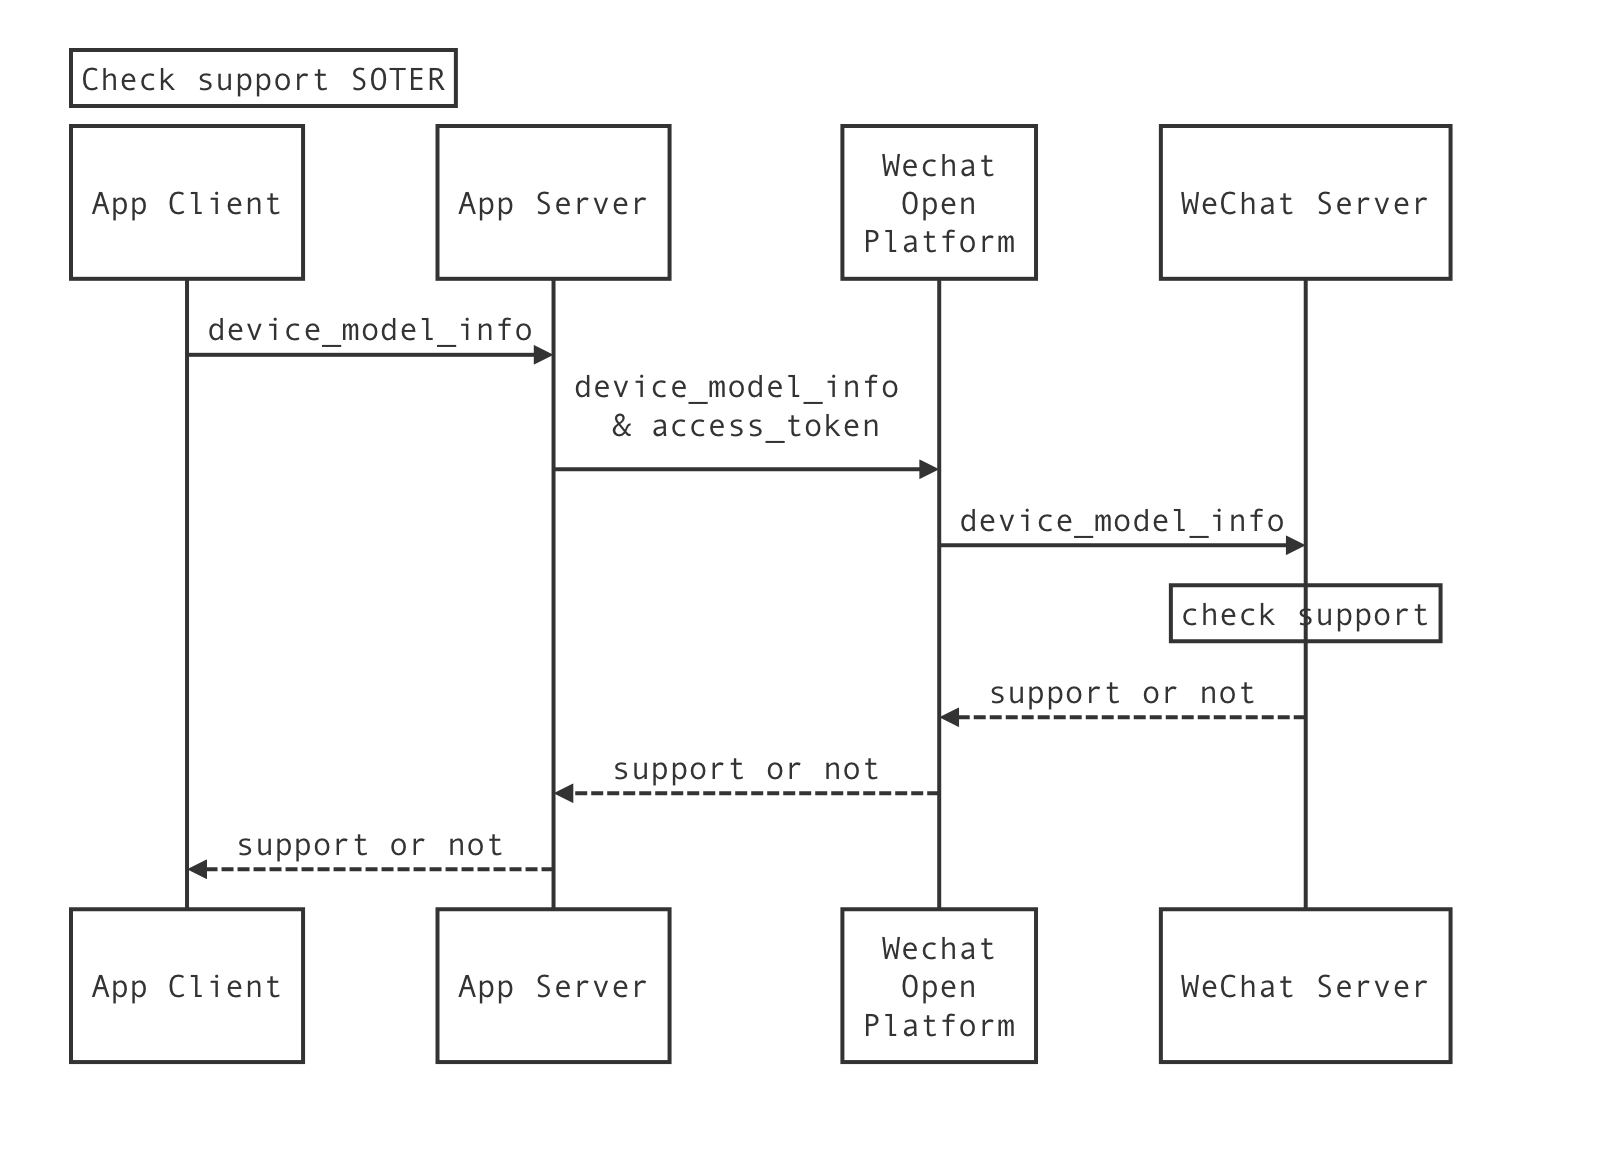 Check support SOTER
App Client
App Server
Wechat
Open
Platform
WeChat Server
device_model_info
device_model_info
& access_token
device_model_info
check support
support or not
support or not
support or not
App Client
App Server
Wechat
Open
Platform
WeChat Server